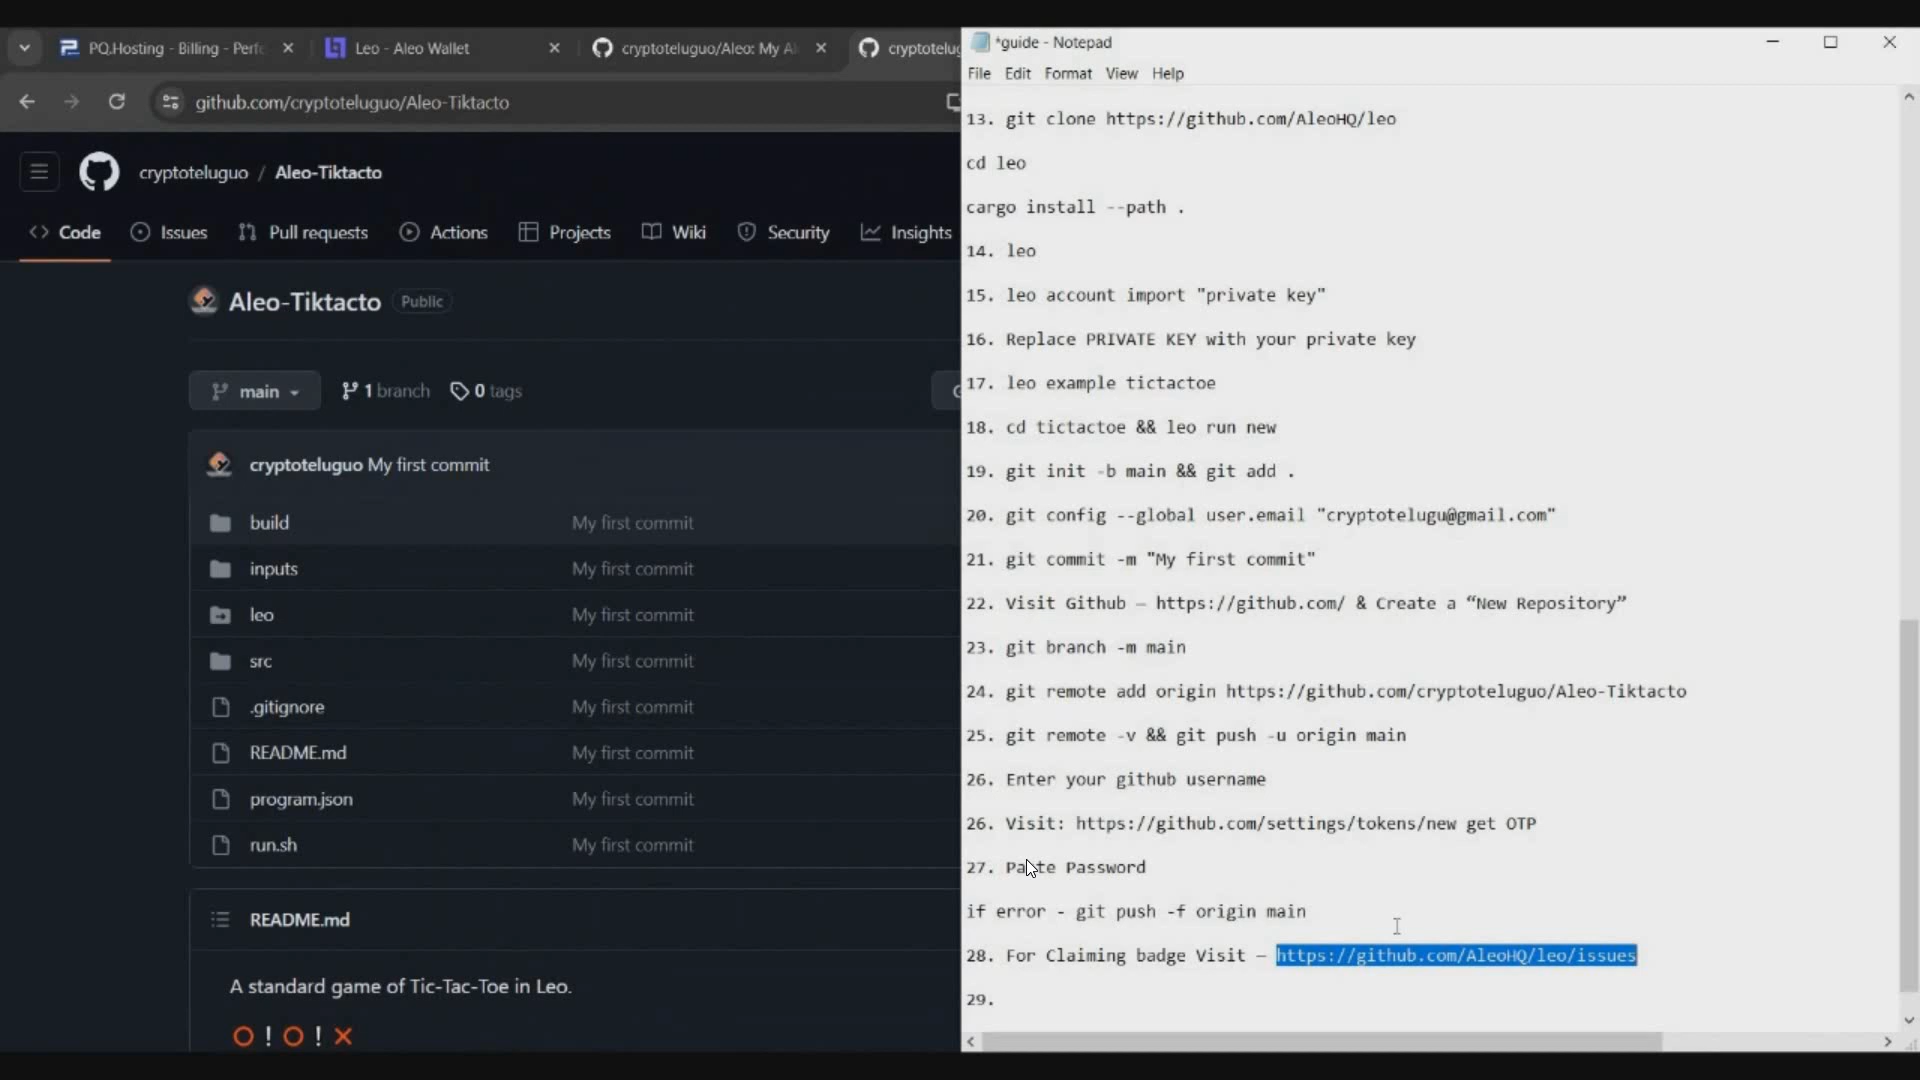 PQ.Hosting - Billing - Perf
Leo - Aleo Wallet
cryptoteluguo/Aleo: My Al
cryptotelug
github.com/cryptoteluguo/Aleo-Tiktacto
cryptoteluguo / Aleo-Tiktacto
Code
Issues
Pull requests
Actions
Projects
Wiki
Security
Insights
Aleo-Tiktacto
Public
main
1 branch
0 tags
cryptoteluguo My first commit
build My first commit
inputs My first commit
leo My first commit
src My first commit
.gitignore My first commit
README.md My first commit
program.json My first commit
run.sh My first commit
README.md
A standard game of Tic-Tac-Toe in Leo.
⭕ ! ⭕ ! ❌
*guide - Notepad
File Edit Format View Help
13. git clone https://github.com/AleoHQ/leo
cd leo
cargo install --path .
14. leo
15. leo account import "private key"
16. Replace PRIVATE KEY with your private key
17. leo example tictactoe
18. cd tictactoe && leo run new
19. git init -b main && git add .
20. git config --global user.email "cryptotelugu@gmail.com"
21. git commit -m "My first commit"
22. Visit Github – https://github.com/ & Create a “New Repository”
23. git branch -m main
24. git remote add origin https://github.com/cryptoteluguo/Aleo-Tiktacto
25. git remote -v && git push -u origin main
26. Enter your github username
26. Visit: https://github.com/settings/tokens/new get OTP
27. Paste Password
if error - git push -f origin main
28. For Claiming badge Visit – https://github.com/AleoHQ/leo/issues
29.